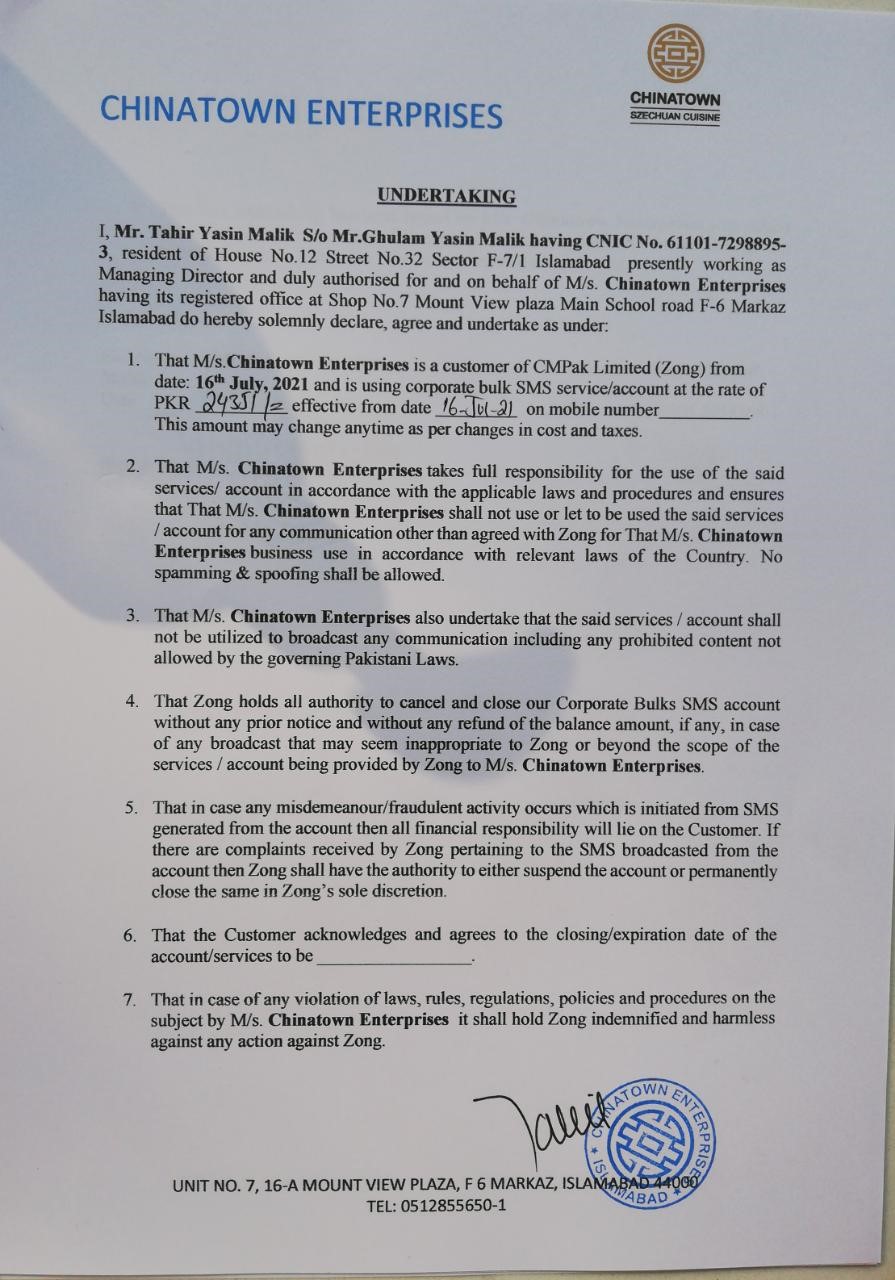 CHINATOWN ENTERPRISES
CHINATOWN
SZECHUAN CUISINE
UNDERTAKING
I, Mr. Tahir Yasin Malik S/o Mr.Ghulam Yasin Malik having CNIC No. 61101-7298895-
3, resident of House No.12 Street No.32 Sector F-7/1 Islamabad presently working as
Managing Director and duly authorised for and on behalf of M/s. Chinatown Enterprises
having its registered office at Shop No.7 Mount View plaza Main School road F-6 Markaz
Islamabad do hereby solemnly declare, agree and undertake as under:
1. That M/s.Chinatown Enterprises is a customer of CMPak Limited (Zong) from
date: 16th July, 2021 and is using corporate bulk SMS service/account at the rate of
PKR 24351/= effective from date 16-Jul-21 on mobile number__________.
This amount may change anytime as per changes in cost and taxes.
2. That M/s. Chinatown Enterprises takes full responsibility for the use of the said
services/ account in accordance with the applicable laws and procedures and ensures
that That M/s. Chinatown Enterprises shall not use or let to be used the said services
/ account for any communication other than agreed with Zong for That M/s. Chinatown
Enterprises business use in accordance with relevant laws of the Country. No
spamming & spoofing shall be allowed.
3. That M/s. Chinatown Enterprises also undertake that the said services / account shall
not be utilized to broadcast any communication including any prohibited content not
allowed by the governing Pakistani Laws.
4. That Zong holds all authority to cancel and close our Corporate Bulks SMS account
without any prior notice and without any refund of the balance amount, if any, in case
of any broadcast that may seem inappropriate to Zong or beyond the scope of the
services / account being provided by Zong to M/s. Chinatown Enterprises.
5. That in case any misdemeanour/fraudulent activity occurs which is initiated from SMS
generated from the account then all financial responsibility will lie on the Customer. If
there are complaints received by Zong pertaining to the SMS broadcasted from the
account then Zong shall have the authority to either suspend the account or permanently
close the same in Zong's sole discretion.
6. That the Customer acknowledges and agrees to the closing/expiration date of the
account/services to be _________________.
7. That in case of any violation of laws, rules, regulations, policies and procedures on the
subject by M/s. Chinatown Enterprises it shall hold Zong indemnified and harmless
against any action against Zong.
CHINATOWN ENTERPRISES
ISLAMABAD
UNIT NO. 7, 16-A MOUNT VIEW PLAZA, F 6 MARKAZ, ISLAMABAD 44000
TEL: 0512855650-1